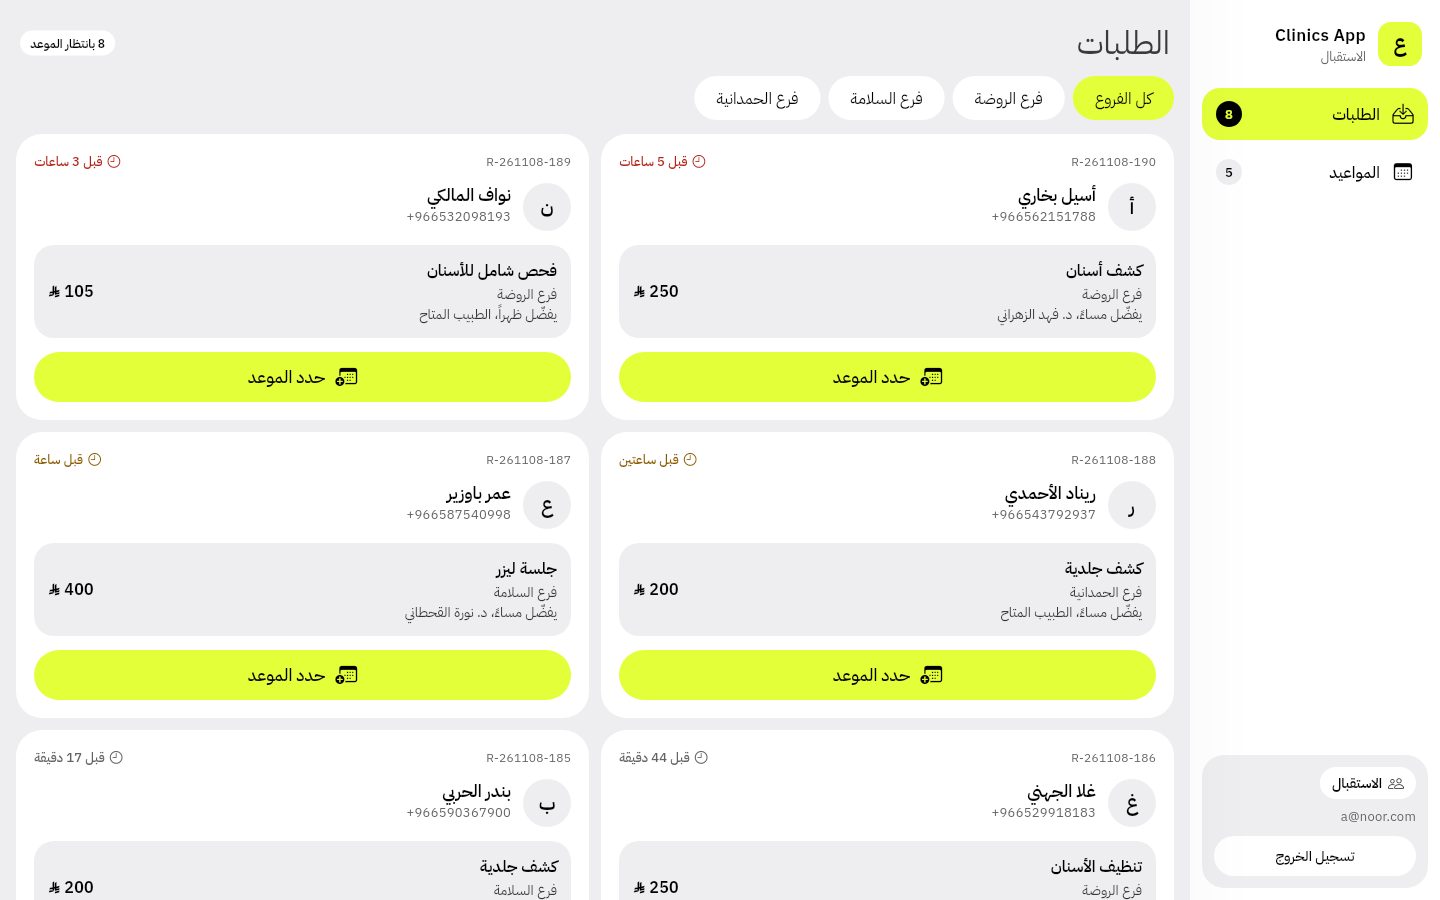 ع
Clinics App
الاستقبال
الطلبات
8
المواعيد
5
الاستقبال
a@noor.com
تسجيل الخروج
الطلبات
8 بانتظار الموعد
كل الفروع
فرع الروضة
فرع السلامة
فرع الحمدانية
R-261108-190
قبل 5 ساعات
أ
أسيل بخاري
+966562151788
كشف أسنان
فرع الروضة
يفضّل مساءً، د. فهد الزهراني
250
حدد الموعد
R-261108-189
قبل 3 ساعات
ن
نواف المالكي
+966532098193
فحص شامل للأسنان
فرع الروضة
يفضّل ظهراً، الطبيب المتاح
105
حدد الموعد
R-261108-188
قبل ساعتين
ر
ريناد الأحمدي
+966543792937
كشف جلدية
فرع الحمدانية
يفضّل مساءً، الطبيب المتاح
200
حدد الموعد
R-261108-187
قبل ساعة
ع
عمر باوزير
+966587540998
جلسة ليزر
فرع السلامة
يفضّل مساءً، د. نورة القحطاني
400
حدد الموعد
R-261108-186
قبل 44 دقيقة
غ
غلا الجهني
+966529918183
تنظيف الأسنان
فرع الروضة
250
R-261108-185
قبل 17 دقيقة
ب
بندر الحربي
+966590367900
كشف جلدية
فرع السلامة
200